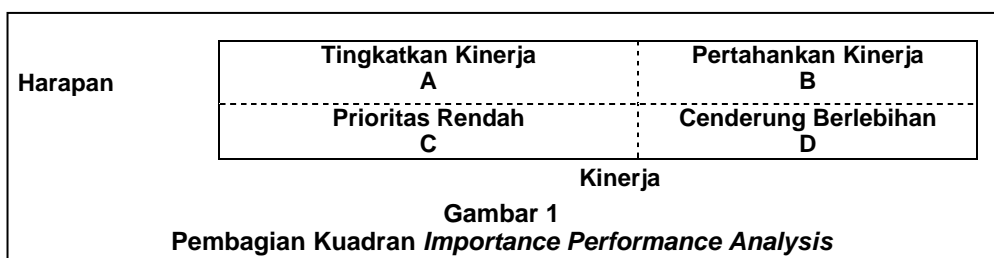 Tingkatkan Kinerja Pertahankan Kinerja
Harapan A B
Prioritas Rendah Cenderung Berlebihan
C D
Kinerja
Gambar 1
Pembagian Kuadran Importance Performance Analysis